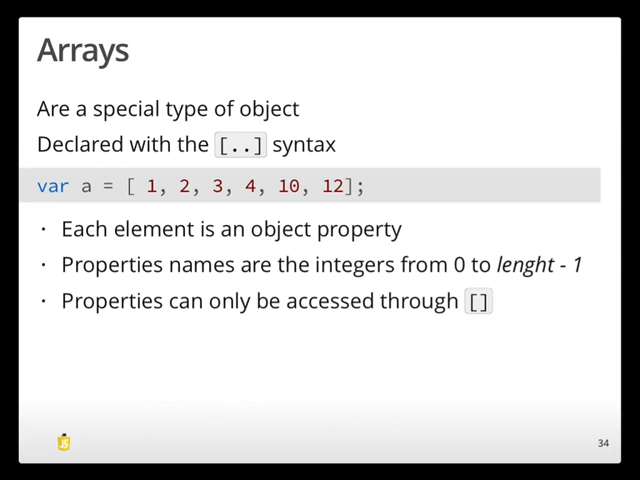 Arrays
Are a special type of object
Declared with the [..] syntax
var a = [ 1, 2, 3, 4, 10, 12];
· Each element is an object property
· Properties names are the integers from 0 to lenght - 1
· Properties can only be accessed through []
JS
34